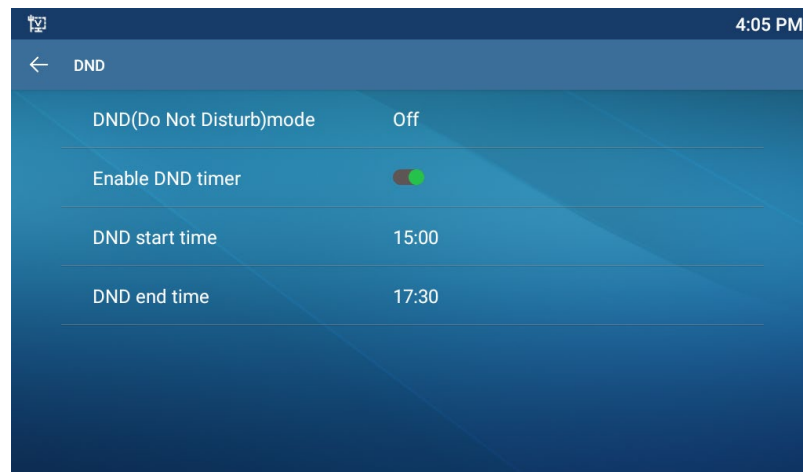 4:05 PM
DND
DND(Do Not Disturb)mode Off
Enable DND timer
DND start time 15:00
DND end time 17:30